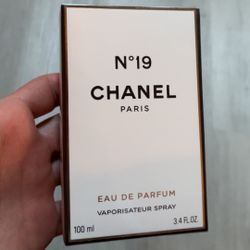 N°19
CHANEL
PARIS
EAU DE PARFUM
VAPORISATEUR SPRAY
100 ml 3.4 FL.OZ.